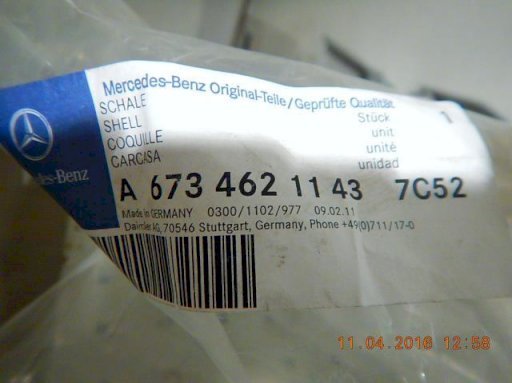 Mercedes-Benz Original-Teile/Geprüfte Qualität
SCHALE
SHELL
COQUILLE
CARCASA
Stück 1
unit
unité
unidad
des-Benz
A 673 462 11 43 7C52
Made in GERMANY 0300/1102/977 09.02.11
Daimler AG, 70546 Stuttgart, Germany, Phone +49(0)711/17-0
11.04.2016 12:58